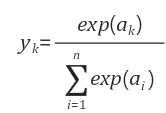 y_k = exp(a_k) / ∑_{i=1}^{n} exp(a_i)